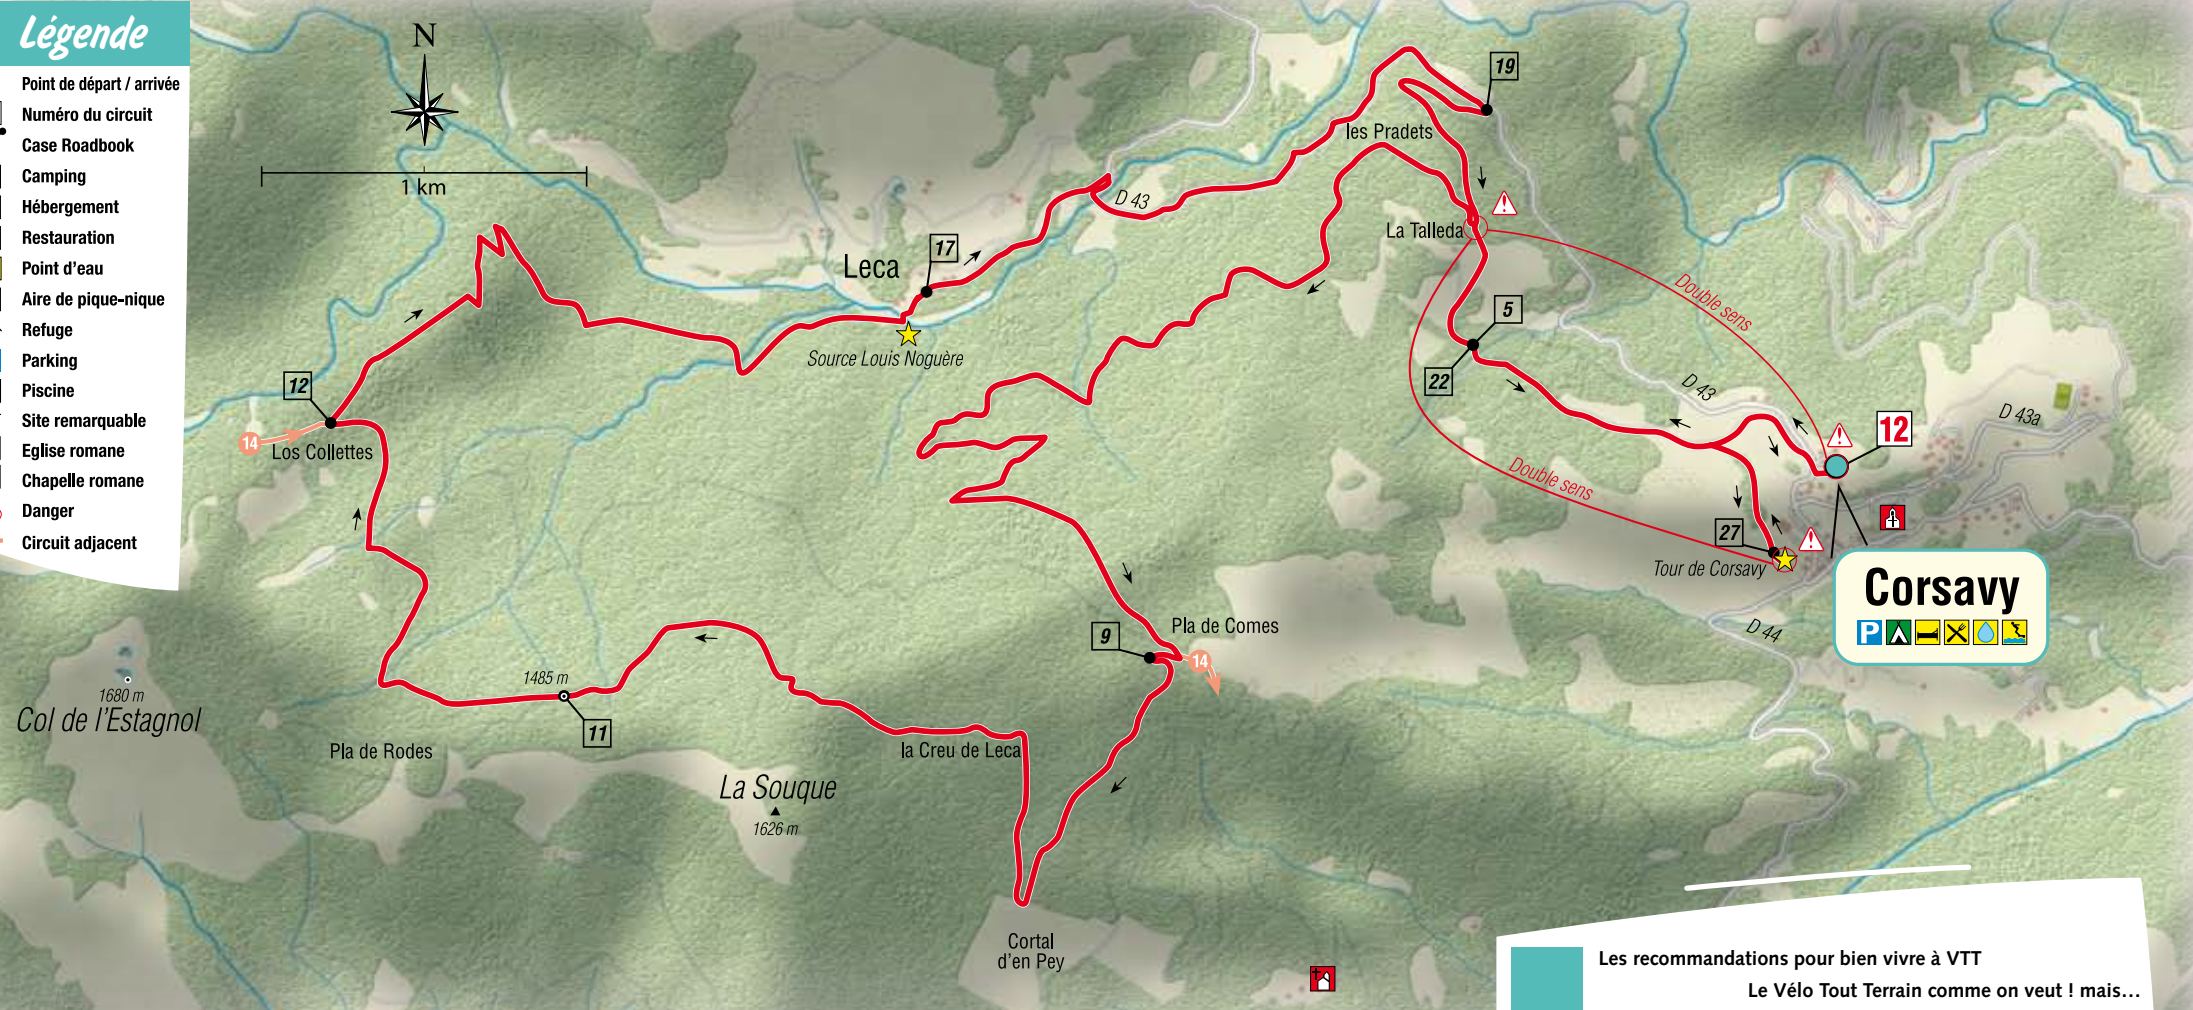 Légende
Point de départ / arrivée
Numéro du circuit
Case Roadbook
Camping
Hébergement
Restauration
Point d'eau
Aire de pique-nique
Refuge
Parking
Piscine
Site remarquable
Eglise romane
Chapelle romane
Danger
Circuit adjacent
N
1 km
19
les Pradets
D 43
La Talleda
17
Leca
Source Louis Noguère
Double sens
5
22
D 43
D 43a
12
12
14
Los Collettes
Double sens
27
Tour de Corsavy
Corsavy
P
D 44
9
Pla de Comes
14
1485 m
11
1680 m
Col de l'Estagnol
Pla de Rodes
la Creu de Leca
La Souque
1626 m
Cortal
d'en Pey
Les recommandations pour bien vivre à VTT
Le Vélo Tout Terrain comme on veut ! mais...